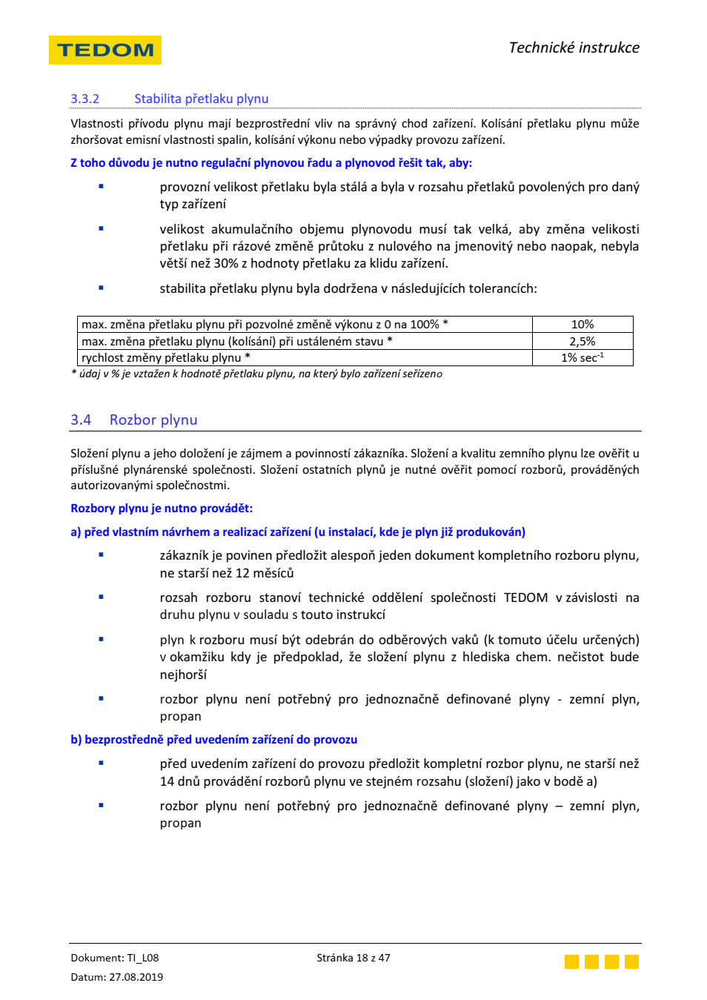 TEDOM
Technické instrukce
3.3.2 Stabilita přetlaku plynu
Vlastnosti přívodu plynu mají bezprostřední vliv na správný chod zařízení. Kolísání přetlaku plynu může
zhoršovat emisní vlastnosti spalin, kolísání výkonu nebo výpadky provozu zařízení.
Z toho důvodu je nutno regulační plynovou řadu a plynovod řešit tak, aby:
▪ provozní velikost přetlaku byla stálá a byla v rozsahu přetlaků povolených pro daný
typ zařízení
▪ velikost akumulačního objemu plynovodu musí tak velká, aby změna velikosti
přetlaku při rázové změně průtoku z nulového na jmenovitý nebo naopak, nebyla
větší než 30% z hodnoty přetlaku za klidu zařízení.
▪ stabilita přetlaku plynu byla dodržena v následujících tolerancích:
max. změna přetlaku plynu při pozvolné změně výkonu z 0 na 100% * 10%
max. změna přetlaku plynu (kolísání) při ustáleném stavu * 2,5%
rychlost změny přetlaku plynu * 1% sec⁻¹
* údaj v % je vztažen k hodnotě přetlaku plynu, na který bylo zařízení seřízeno
3.4 Rozbor plynu
Složení plynu a jeho doložení je zájmem a povinností zákazníka. Složení a kvalitu zemního plynu lze ověřit u
příslušné plynárenské společnosti. Složení ostatních plynů je nutné ověřit pomocí rozborů, prováděných
autorizovanými společnostmi.
Rozbory plynu je nutno provádět:
a) před vlastním návrhem a realizací zařízení (u instalací, kde je plyn již produkován)
▪ zákazník je povinen předložit alespoň jeden dokument kompletního rozboru plynu,
ne starší než 12 měsíců
▪ rozsah rozboru stanoví technické oddělení společnosti TEDOM v závislosti na
druhu plynu v souladu s touto instrukcí
▪ plyn k rozboru musí být odebrán do odběrových vaků (k tomuto účelu určených)
v okamžiku kdy je předpoklad, že složení plynu z hlediska chem. nečistot bude
nejhorší
▪ rozbor plynu není potřebný pro jednoznačně definované plyny - zemní plyn,
propan
b) bezprostředně před uvedením zařízení do provozu
▪ před uvedením zařízení do provozu předložit kompletní rozbor plynu, ne starší než
14 dnů provádění rozborů plynu ve stejném rozsahu (složení) jako v bodě a)
▪ rozbor plynu není potřebný pro jednoznačně definované plyny – zemní plyn,
propan
Dokument: TI_L08 Stránka 18 z 47
Datum: 27.08.2019